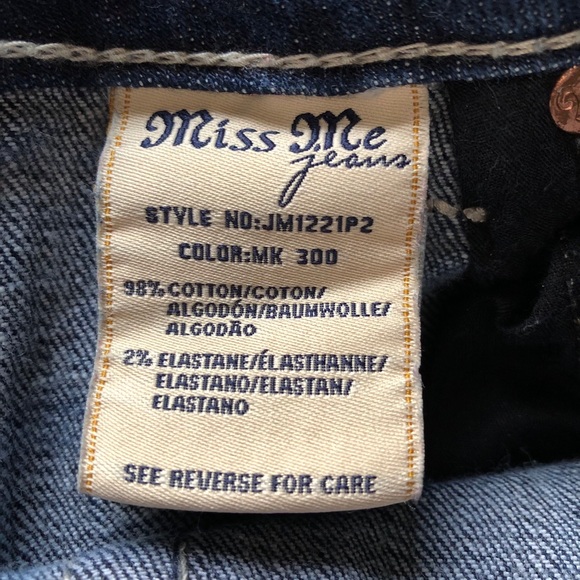 Miss Me
jeans
STYLE NO:JM1221P2
COLOR:MK 300
98% COTTON/COTON/
ALGODÓN/BAUMWOLLE/
ALGODÃO
2% ELASTANE/ÉLASTHANNE/
ELASTANO/ELASTAN/
ELASTANO
SEE REVERSE FOR CARE